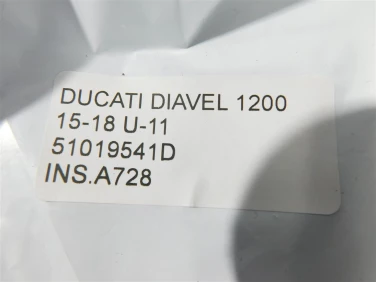 DUCATI DIAVEL 1200
15-18 U-11
51019541D
INS.A728